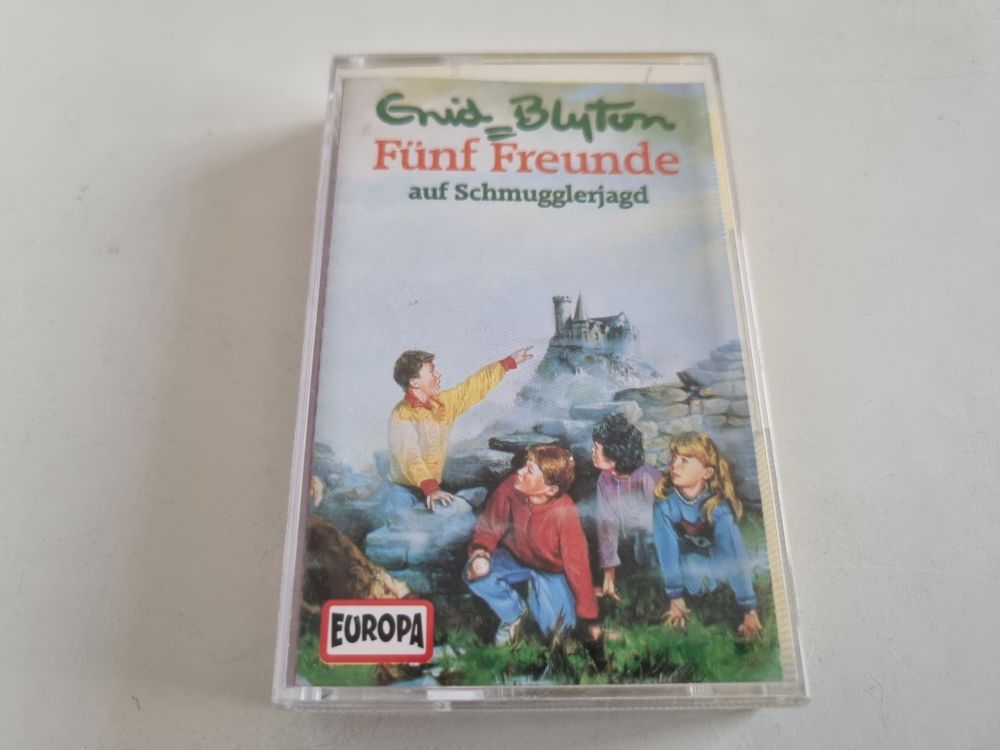 Enid Blyton
Fünf Freunde
auf Schmugglerjagd
EUROPA